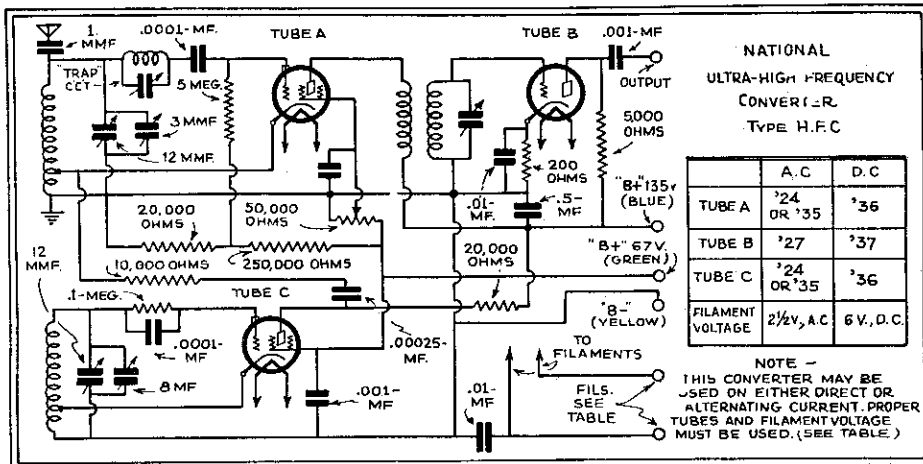 1.
MMF
.0001-MF.
TUBE A
TUBE B
.001-MF
"TRAP"
CCT
5 MEG.
OUTPUT
3 MMF
12 MMF.
5,000
OHMS
200
OHMS
.01-
MF.
.5-
MF
"B+" 135 V
(BLUE)
20,000
OHMS
50,000
OHMS
12
MMF.
10,000 OHMS
250,000 OHMS
20,000
OHMS
"B+" 67 V.
(GREEN)
.1-MEG.
TUBE C
"B-"
(YELLOW)
.0001-
MF
8 MF
.00025-
MF.
.001-
MF
.01-
MF
TO
FILAMENTS
FILS.
SEE
TABLE
NATIONAL
ULTRA-HIGH FREQUENCY
CONVERTER
TYPE H.F.C
A.C D.C
TUBE A '24 OR '35 '36
TUBE B '27 '37
TUBE C '24 OR '35 '36
FILAMENT VOLTAGE 2½V, A.C 6 V., D.C.
NOTE –
THIS CONVERTER MAY BE
USED ON EITHER DIRECT OR
ALTERNATING CURRENT. PROPER
TUBES AND FILAMENT VOLTAGE
MUST BE USED. (SEE TABLE)